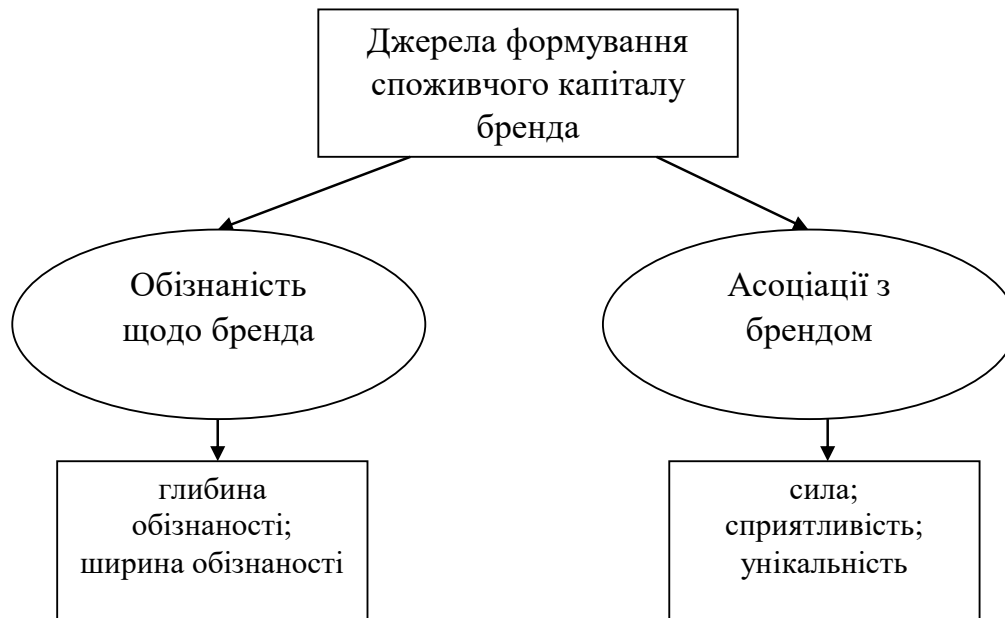 Джерела формування
споживчого капіталу
бренда
Обізнаність
щодо бренда
Асоціації з
брендом
глибина
обізнаності;
ширина обізнаності
сила;
сприятливість;
унікальність